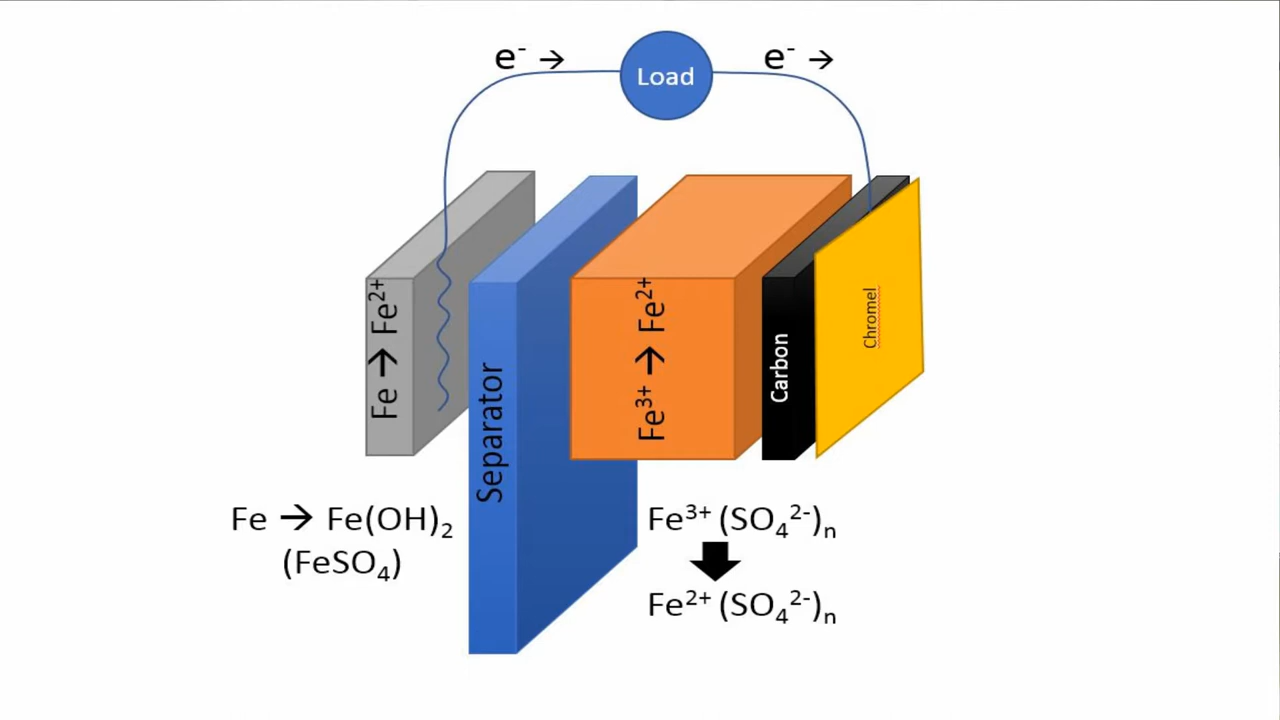 e⁻ →
Load
e⁻ →
Fe → Fe²⁺
Separator
Fe³⁺ → Fe²⁺
Carbon
Chromel
Fe → Fe(OH)₂
(FeSO₄)
Fe³⁺ (SO₄²⁻)ₙ
Fe²⁺ (SO₄²⁻)ₙ